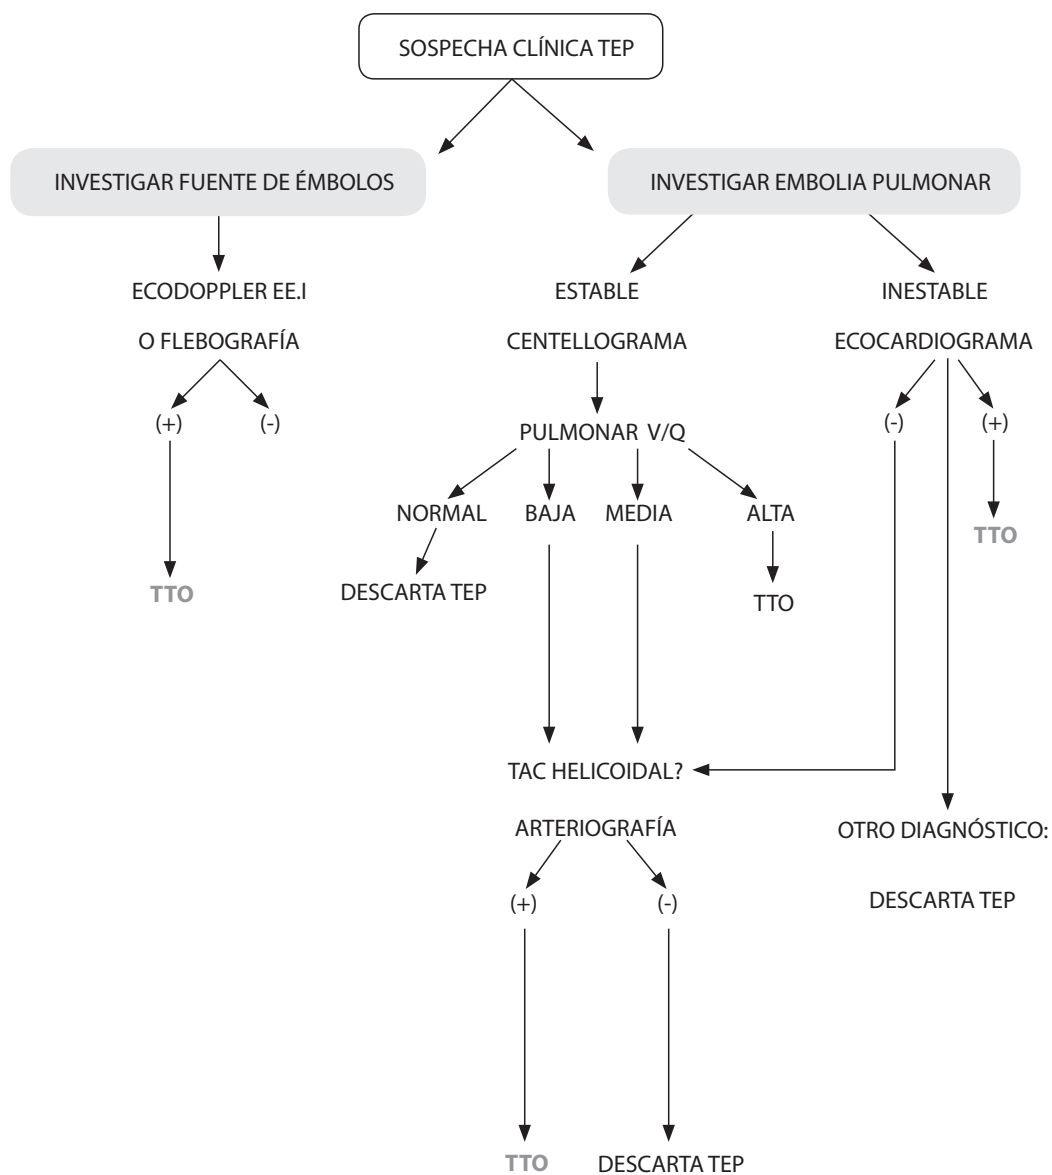 SOSPECHA CLÍNICA TEP
INVESTIGAR FUENTE DE ÉMBOLOS
INVESTIGAR EMBOLIA PULMONAR
ECODOPPLER EE.I
ESTABLE
INESTABLE
O FLEBOGRAFÍA
CENTELLOGRAMA
ECOCARDIOGRAMA
(+)
(-)
PULMONAR V/Q
(-)
(+)
NORMAL
BAJA
MEDIA
ALTA
TTO
TTO
DESCARTA TEP
TTO
TAC HELICOIDAL?
ARTERIOGRAFÍA
OTRO DIAGNÓSTICO:
(+)
(-)
DESCARTA TEP
TTO
DESCARTA TEP